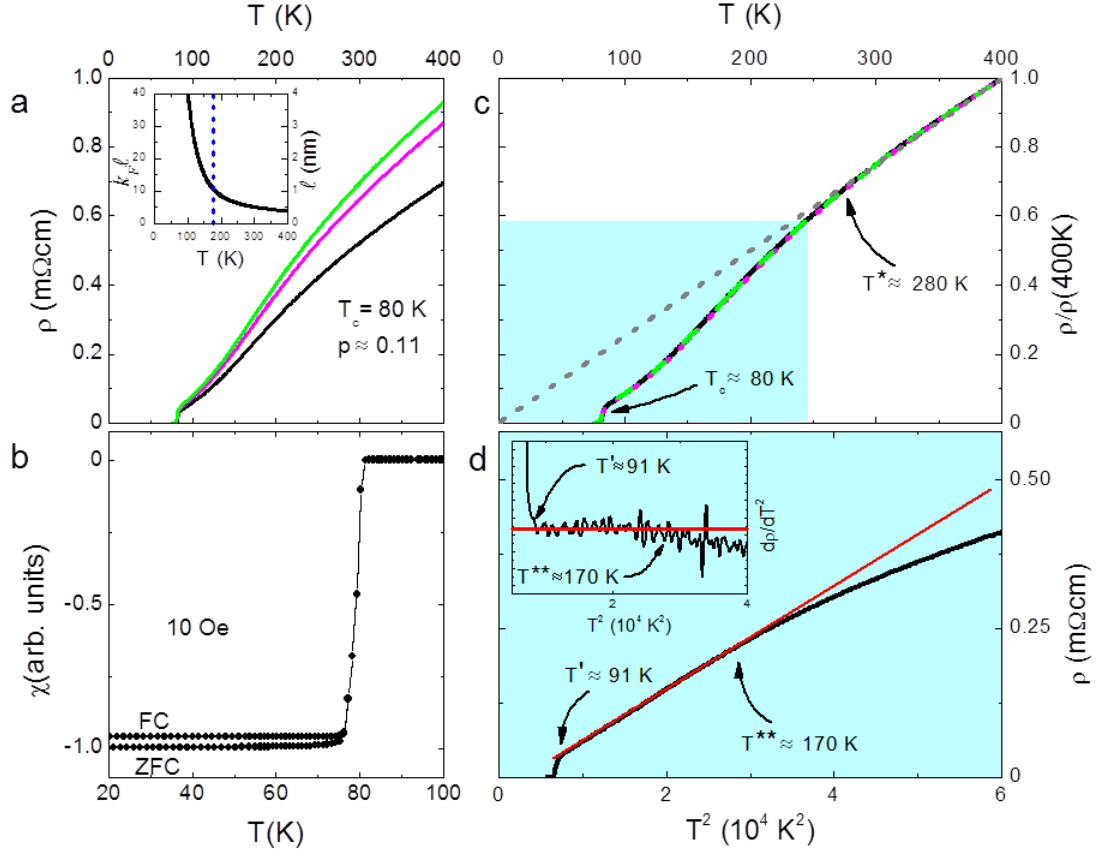 T (K)
0 100 200 300 400
a
ρ (mΩcm)
1.0
0.8
0.6
0.4
0.2
0
40
30
20
10
0
k_Fℓ
4
3
2
1
0
ℓ (nm)
0 100 200 300 400
T (K)
T_c = 80 K
p ≈ 0.11
b
χ(arb. units)
0
-0.5
-1.0
10 Oe
FC
ZFC
20 40 60 80 100
T(K)
T (K)
0 100 200 300 400
c
1.0
0.8
0.6
0.4
0.2
0
ρ/ρ(400K)
T* ≈ 280 K
T_c ≈ 80 K
d
T' ≈ 91 K
T** ≈ 170 K
dρ/dT²
2 4
T² (10⁴ K²)
T' ≈ 91 K
T** ≈ 170 K
0.50
0.25
0
ρ (mΩcm)
0 2 4 6
T² (10⁴ K²)